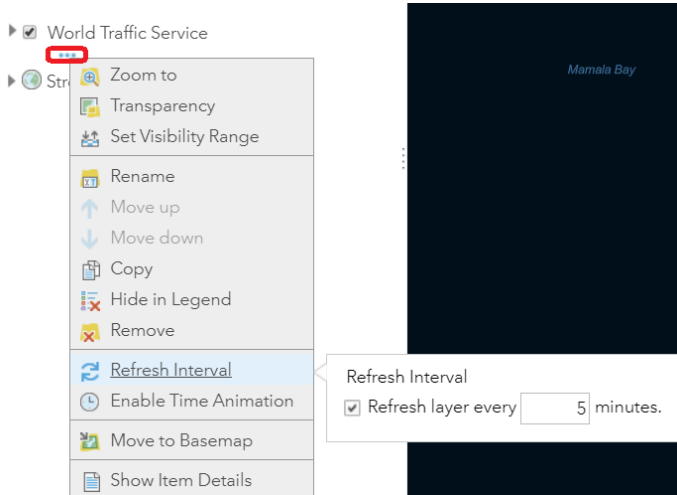 World Traffic Service
Mamala Bay
Str
Zoom to
Transparency
Set Visibility Range
Rename
Move up
Move down
Copy
Hide in Legend
Remove
Refresh Interval
Refresh Interval
Refresh layer every 5 minutes.
Enable Time Animation
Move to Basemap
Show Item Details